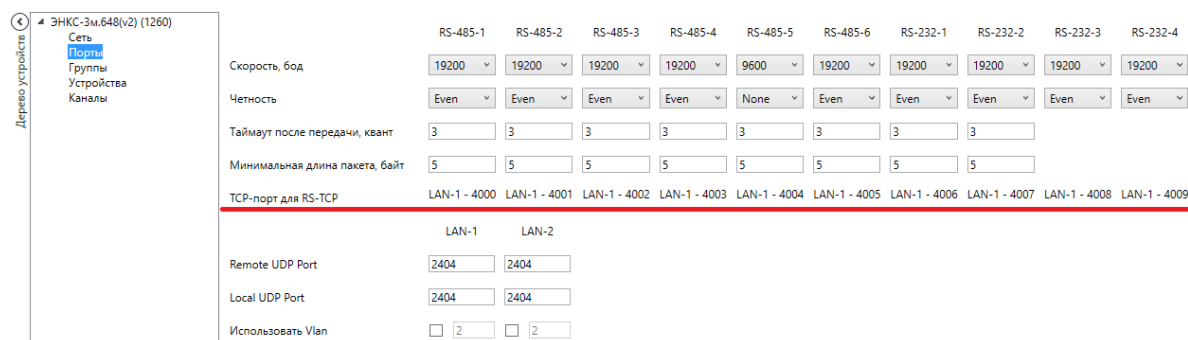 ЭНКС-3м.648(v2) (1260)
Сеть
Порты
Группы
Устройства
Каналы
Дерево устройств
RS-485-1 RS-485-2 RS-485-3 RS-485-4 RS-485-5 RS-485-6 RS-232-1 RS-232-2 RS-232-3 RS-232-4
Скорость, бод 19200 19200 19200 19200 9600 19200 19200 19200 19200 19200
Четность Even Even Even Even None Even Even Even Even Even
Таймаут после передачи, квант 3 3 3 3 3 3 3 3
Минимальная длина пакета, байт 5 5 5 5 5 5 5 5
TCP-порт для RS-TCP LAN-1 - 4000 LAN-1 - 4001 LAN-1 - 4002 LAN-1 - 4003 LAN-1 - 4004 LAN-1 - 4005 LAN-1 - 4006 LAN-1 - 4007 LAN-1 - 4008 LAN-1 - 4009
LAN-1 LAN-2
Remote UDP Port 2404 2404
Local UDP Port 2404 2404
Использовать Vlan 2 2